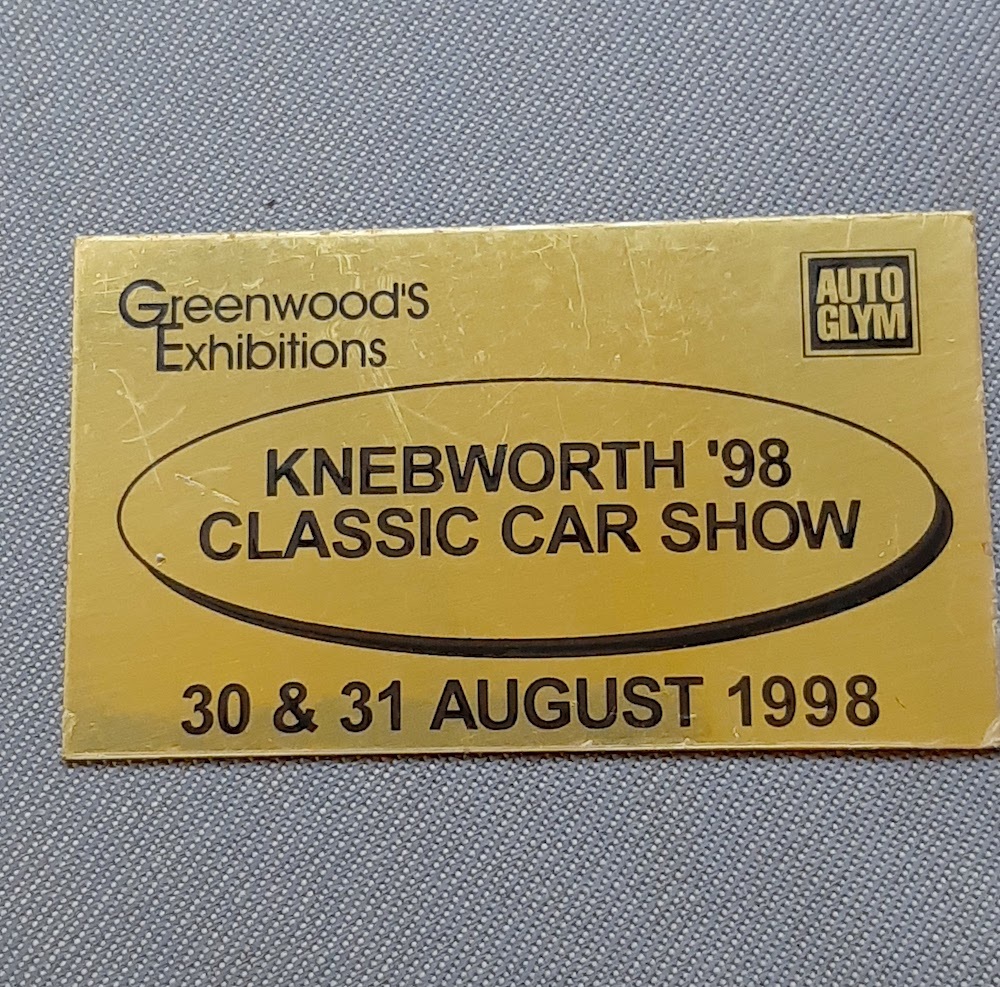 Greenwood'S
Exhibitions
AUTO
GLYM
KNEBWORTH '98
CLASSIC CAR SHOW
30 & 31 AUGUST 1998